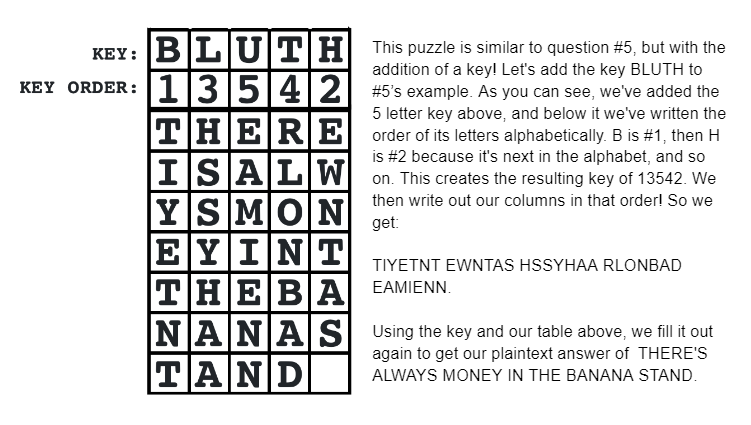 KEY: B L U T H
KEY ORDER: 1 3 5 4 2
T H E R E
I S A L W
Y S M O N
E Y I N T
T H E B A
N A N A S
T A N D
This puzzle is similar to question #5, but with the
addition of a key! Let's add the key BLUTH to
#5's example. As you can see, we've added the
5 letter key above, and below it we've written the
order of its letters alphabetically. B is #1, then H
is #2 because it's next in the alphabet, and so
on. This creates the resulting key of 13542. We
then write out our columns in that order! So we
get:
TIYETNT EWNTAS HSSYHAA RLONBAD
EAMIENN.
Using the key and our table above, we fill it out
again to get our plaintext answer of THERE'S
ALWAYS MONEY IN THE BANANA STAND.